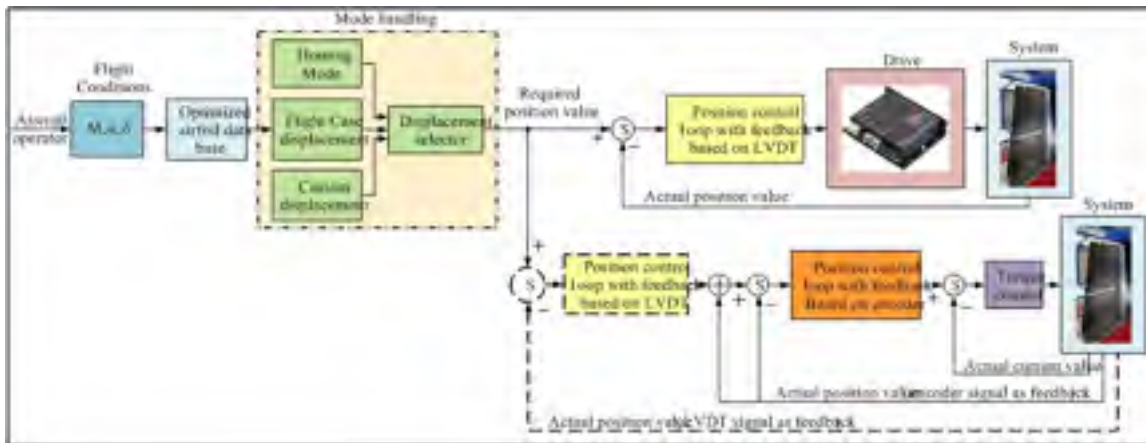 Mode handling
Flight
Conditions
Aircraft
operator
M,α,δ
Optimized
airfoil data
base
Homing
Mode
Flight Case
displacement
Custom
displacement
Displacement
selector
Required
position value
+
S
−
Position control
loop with feedback
based on LVDT
Drive
System
Actual position value
System
+
S
−
Position control
loop with feedback
based on LVDT
+
S
−
Position control
loop with feedback
Based on encoder
+
S
−
Torque
Actual current value
Actual position value encoder signal as feedback
Actual position value LVDT signal as feedback